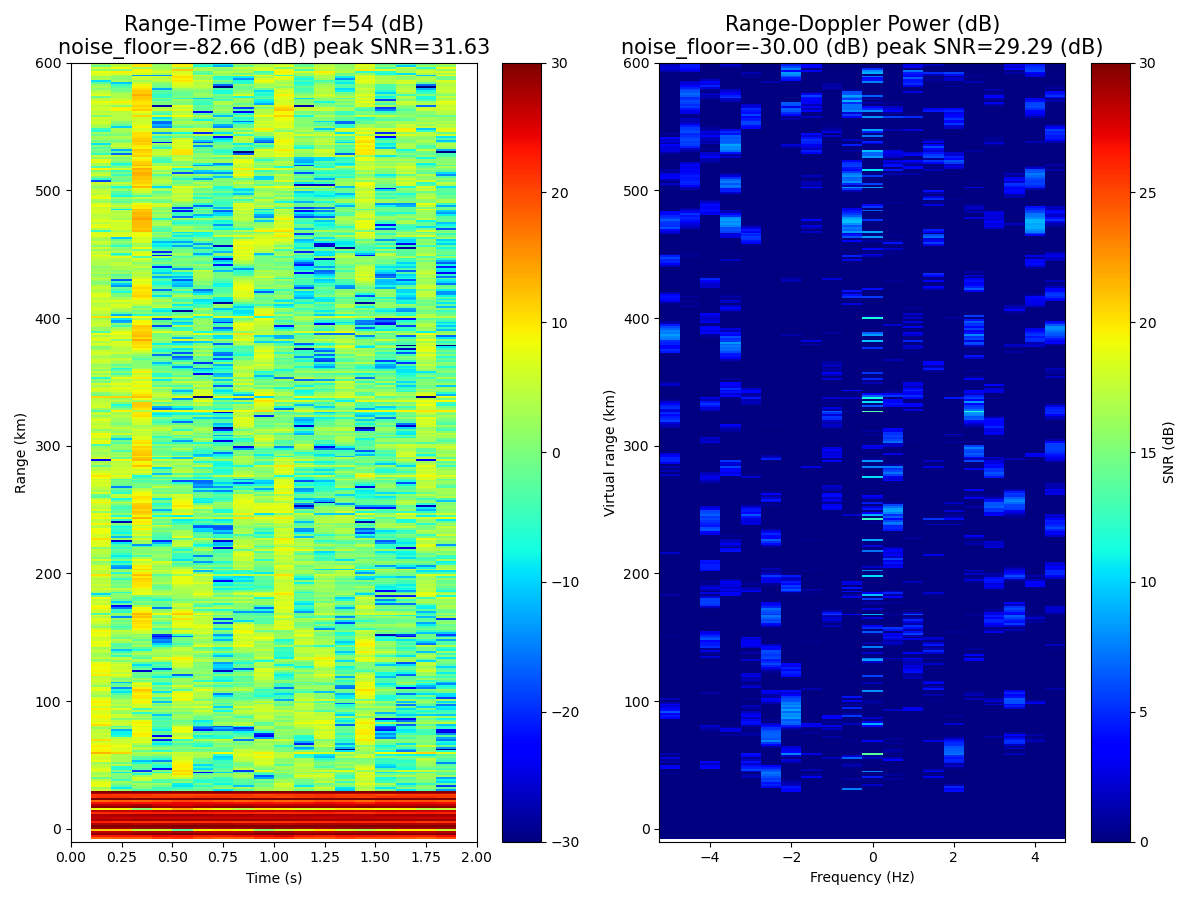 Range-Time Power f=54 (dB)
noise_floor=-82.66 (dB) peak SNR=31.63
Range (km)
600
500
400
300
200
100
0
0.00 0.25 0.50 0.75 1.00 1.25 1.50 1.75 2.00
Time (s)
30
20
10
0
−10
−20
−30
Range-Doppler Power (dB)
noise_floor=-30.00 (dB) peak SNR=29.29 (dB)
Virtual range (km)
600
500
400
300
200
100
0
−4 −2 0 2 4
Frequency (Hz)
30
25
20
15
10
5
0
SNR (dB)